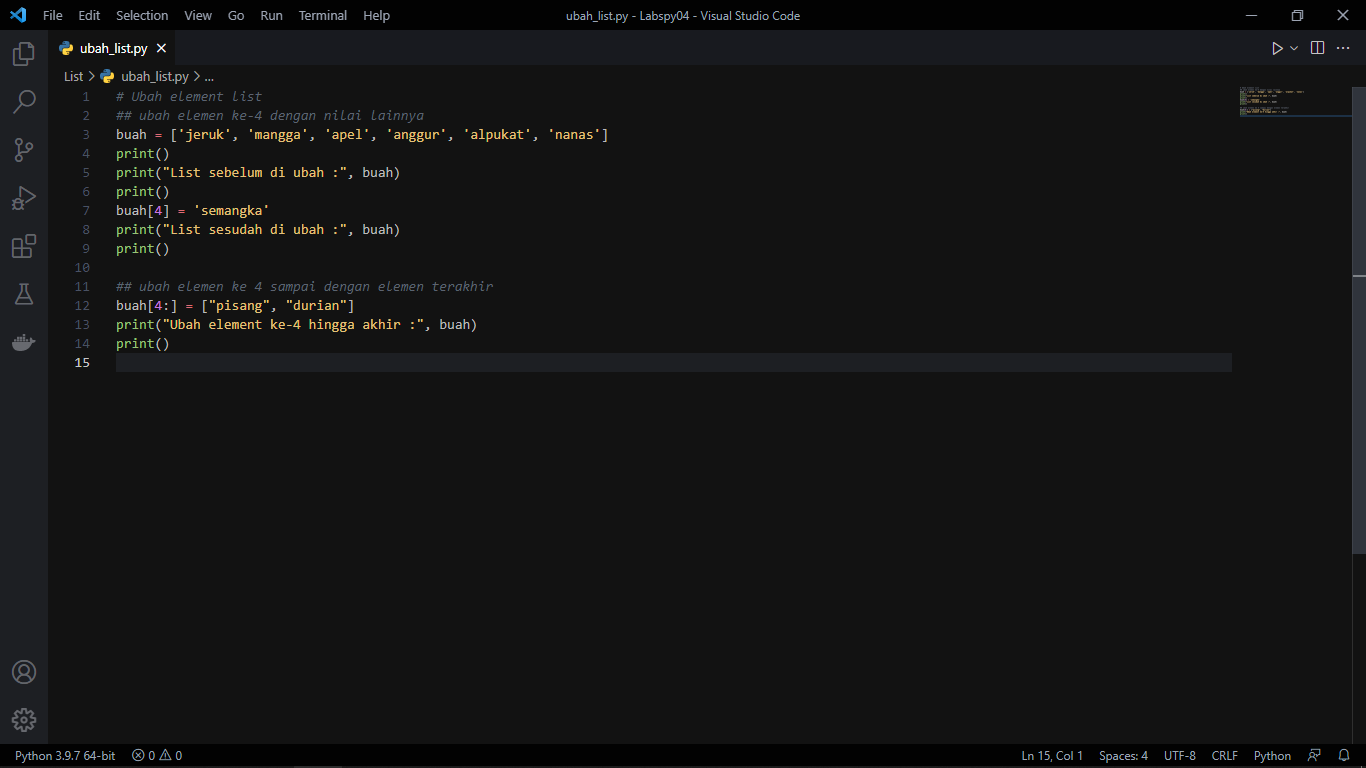 File Edit Selection View Go Run Terminal Help ubah_list.py - Labspy04 - Visual Studio Code
ubah_list.py
List > ubah_list.py > ...
1 # Ubah element list
2 ## ubah elemen ke-4 dengan nilai lainnya
3 buah = ['jeruk', 'mangga', 'apel', 'anggur', 'alpukat', 'nanas']
4 print()
5 print("List sebelum di ubah :", buah)
6 print()
7 buah[4] = 'semangka'
8 print("List sesudah di ubah :", buah)
9 print()
10
11 ## ubah elemen ke 4 sampai dengan elemen terakhir
12 buah[4:] = ["pisang", "durian"]
13 print("Ubah element ke-4 hingga akhir :", buah)
14 print()
15
Python 3.9.7 64-bit 0 0 Ln 15, Col 1 Spaces: 4 UTF-8 CRLF Python